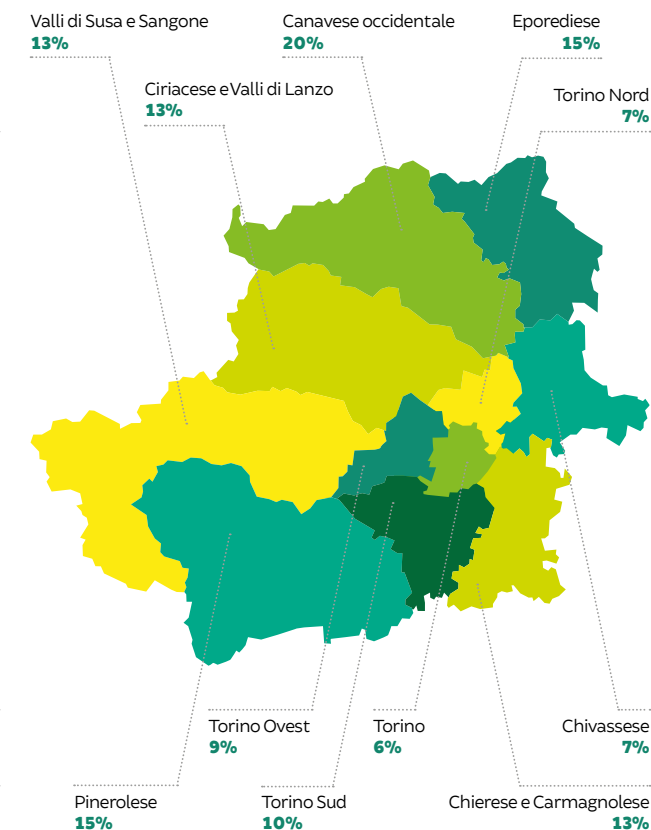 Valli di Susa e Sangone
13%
Canavese occidentale
20%
Eporediese
15%
Ciriacese e Valli di Lanzo
13%
Torino Nord
7%
Torino Ovest
9%
Torino
6%
Chivassese
7%
Pinerolese
15%
Torino Sud
10%
Chierese e Carmagnolese
13%